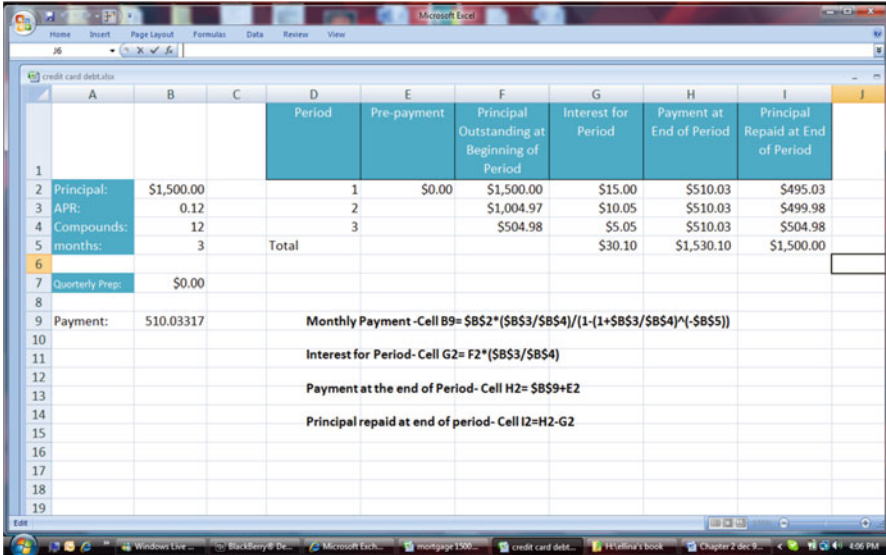 Microsoft Excel
Home Insert Page Layout Formulas Data Review View
J6 fx
credit card debt.xlsx
A B C D E F G H I J
1 Period Pre-payment Principal Outstanding at Beginning of Period Interest for Period Payment at End of Period Principal Repaid at End of Period
2 Principal: $1,500.00 1 $0.00 $1,500.00 $15.00 $510.03 $495.03
3 APR: 0.12 2 $1,004.97 $10.05 $510.03 $499.98
4 Compounds: 12 3 $504.98 $5.05 $510.03 $504.98
5 months: 3 Total $30.10 $1,530.10 $1,500.00
6
7 Quorterly Prep: $0.00
8
9 Payment: 510.03317 Monthly Payment -Cell B9= $B$2*($B$3/$B$4)/(1-(1+$B$3/$B$4)^(-$B$5))
10
11 Interest for Period- Cell G2= F2*($B$3/$B$4)
12
13 Payment at the end of Period- Cell H2= $B$9+E2
14
15 Principal repaid at end of period- Cell I2=H2-G2
16
17
18
19
Edit
Windows Live ... BlackBerry® De... Microsoft Exch... mortgage 1500... credit card debt... H:\ellina's book Chapter 2 dec 9... 4:06 PM